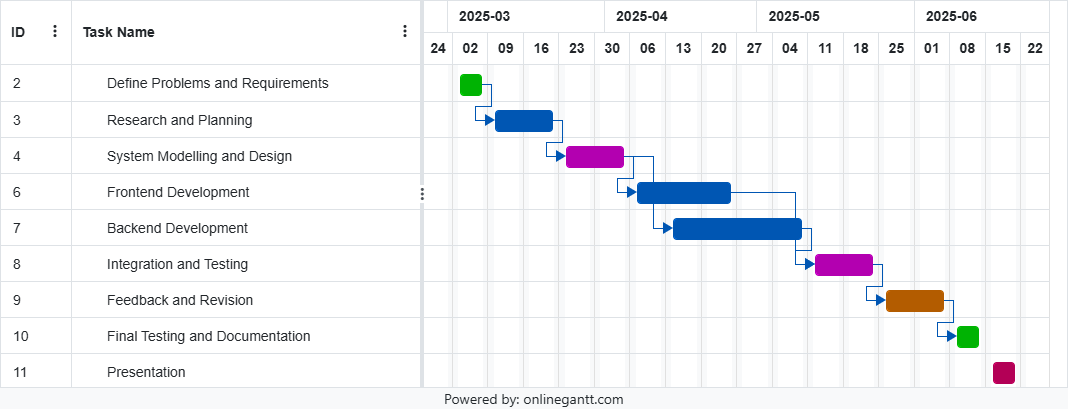 2025-03 2025-04 2025-05 2025-06
ID Task Name
24 02 09 16 23 30 06 13 20 27 04 11 18 25 01 08 15 22
2 Define Problems and Requirements
3 Research and Planning
4 System Modelling and Design
6 Frontend Development
7 Backend Development
8 Integration and Testing
9 Feedback and Revision
10 Final Testing and Documentation
11 Presentation
Powered by: onlinegantt.com